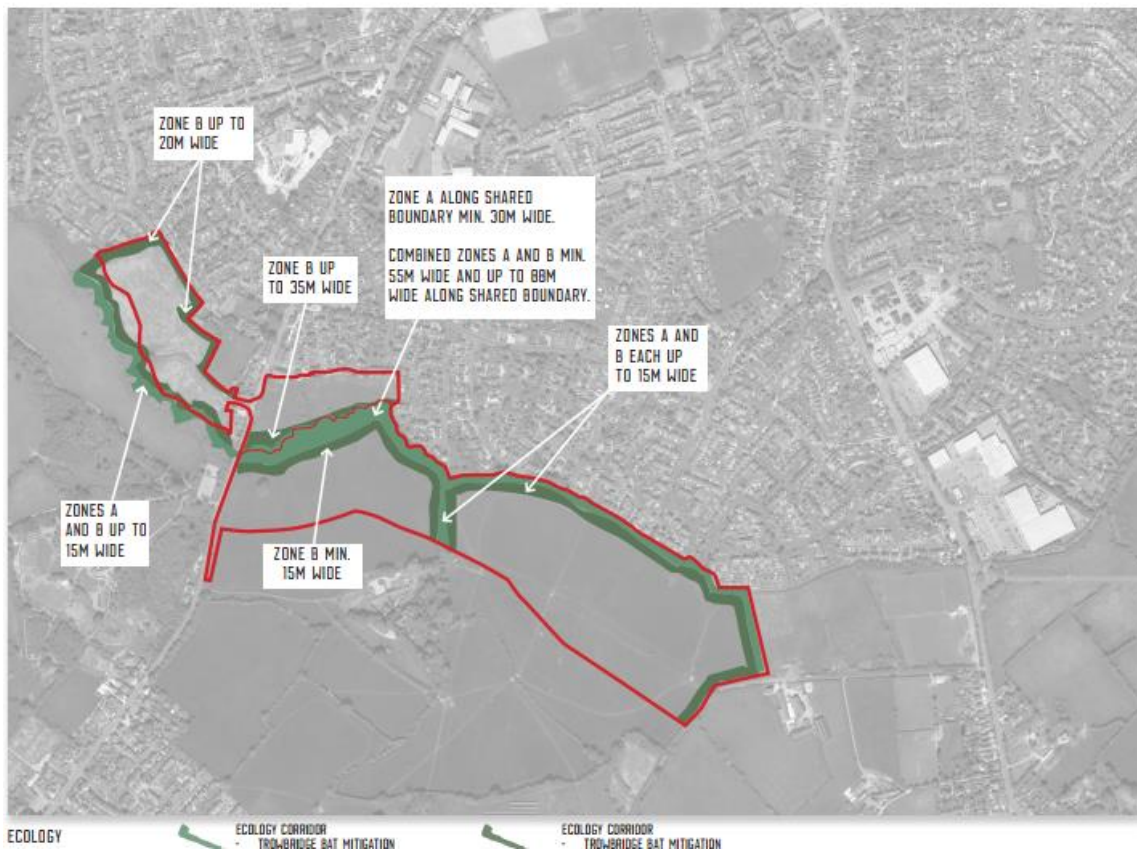 ZONE B UP TO
20M WIDE
ZONE A ALONG SHARED
BOUNDARY MIN. 30M WIDE.
COMBINED ZONES A AND B MIN.
55M WIDE AND UP TO 88M
WIDE ALONG SHARED BOUNDARY.
ZONE B UP
TO 35M WIDE
ZONES A AND
B EACH UP
TO 15M WIDE
ZONES A
AND B UP TO
15M WIDE
ZONE B MIN.
15M WIDE
ECOLOGY
ECOLOGY CORRIDOR
- TROWBRIDGE BAT MITIGATION
ECOLOGY CORRIDOR
- TROWBRIDGE BAT MITIGATION